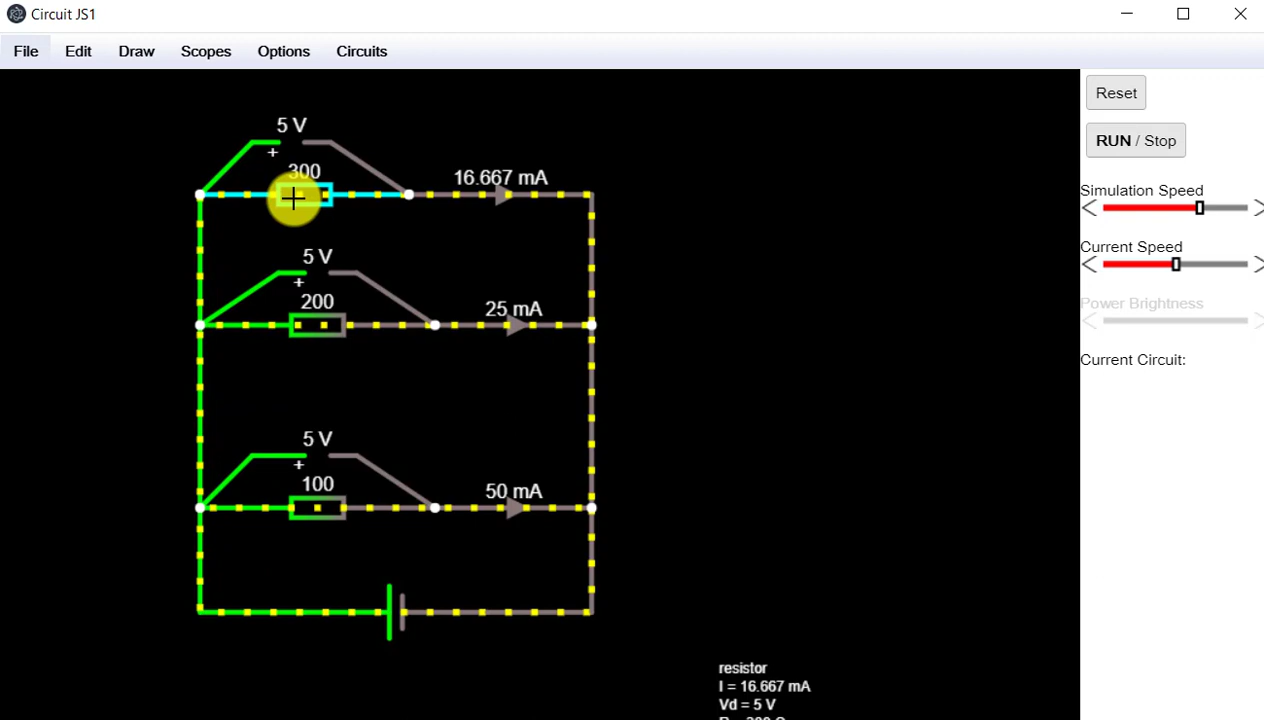 Circuit JS1
File Edit Draw Scopes Options Circuits
Reset
RUN / Stop
Simulation Speed
Current Speed
Power Brightness
Current Circuit:
5 V
+
300
16.667 mA
5 V
+
200
25 mA
5 V
+
100
50 mA
resistor
I = 16.667 mA
Vd = 5 V